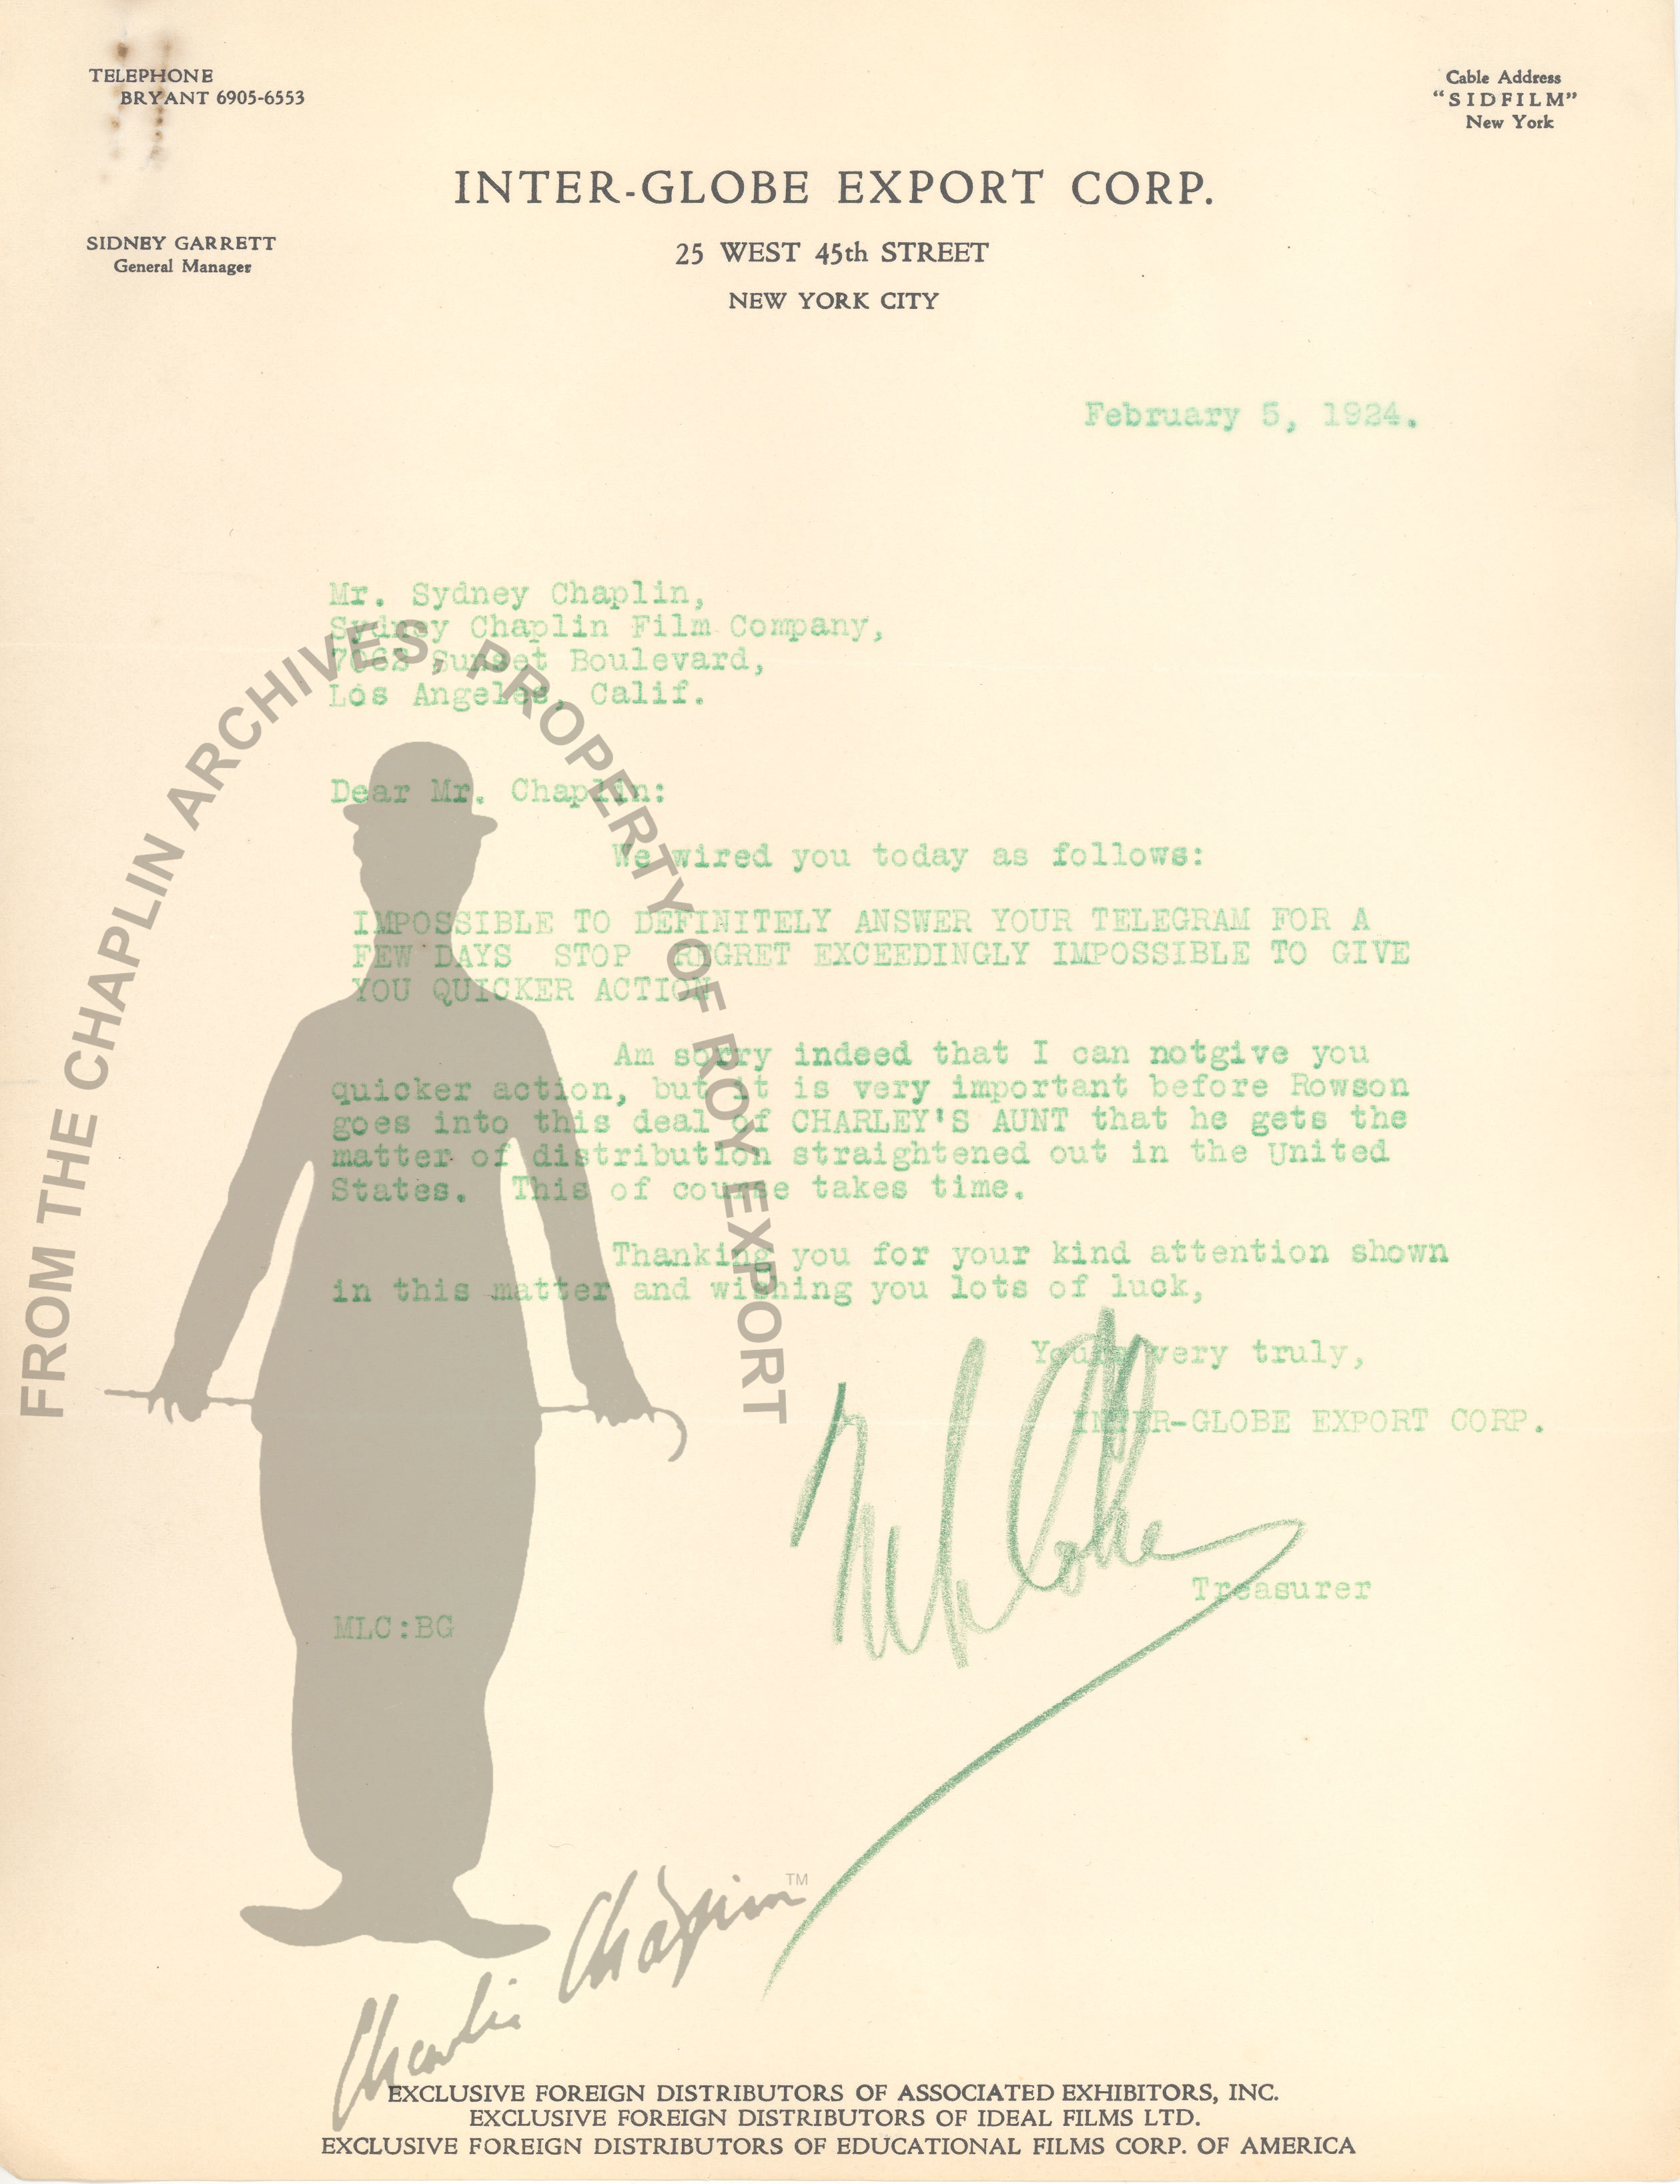 TELEPHONE
BRYANT 6905-6553
Cable Address
"SIDFILM"
New York
INTER-GLOBE EXPORT CORP.
SIDNEY GARRETT
General Manager
25 WEST 45th STREET
NEW YORK CITY
February 5, 1924.
Mr. Sydney Chaplin,
Sydney Chaplin Film Company,
Sunset Boulevard,
Los Angeles, Calif.
Dear Mr. Chaplin:
We wired you today as follows:
IMPOSSIBLE TO DEFINITELY ANSWER YOUR TELEGRAM FOR A
FEW DAYS STOP REGRET EXCEEDINGLY IMPOSSIBLE TO GIVE
YOU QUICKER ACTION
Am sorry indeed that I can notgive you
quicker action, but it is very important before Rowson
goes into this deal of CHARLEY'S AUNT that he gets the
matter of distribution straightened out in the United
States. This of course takes time.
Thanking you for your kind attention shown
in this matter and wishing you lots of luck,
Yours very truly,
INTER-GLOBE EXPORT CORP.
Treasurer
MLC:BG
FROM THE CHAPLIN ARCHIVES, PROPERTY OF ROY EXPORT
Charlie Chaplin™
EXCLUSIVE FOREIGN DISTRIBUTORS OF ASSOCIATED EXHIBITORS, INC.
EXCLUSIVE FOREIGN DISTRIBUTORS OF IDEAL FILMS LTD.
EXCLUSIVE FOREIGN DISTRIBUTORS OF EDUCATIONAL FILMS CORP. OF AMERICA